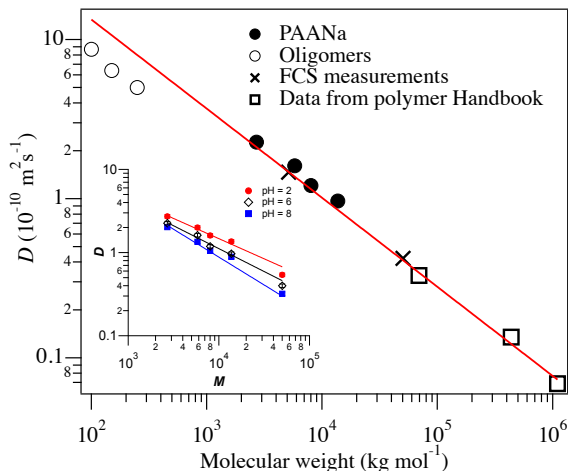 10
8
6
4
2
1
8
6
4
2
0.1
8
D (10⁻¹⁰ m²s⁻¹)
PAANa
Oligomers
FCS measurements
Data from polymer Handbook
10
8
6
4
2
1
8
6
4
2
0.1
D
pH = 2
pH = 6
pH = 8
10³ 2 4 6 8 10⁴ 2 4 6 8 10⁵
M
10² 10³ 10⁴ 10⁵ 10⁶
Molecular weight (kg mol⁻¹)